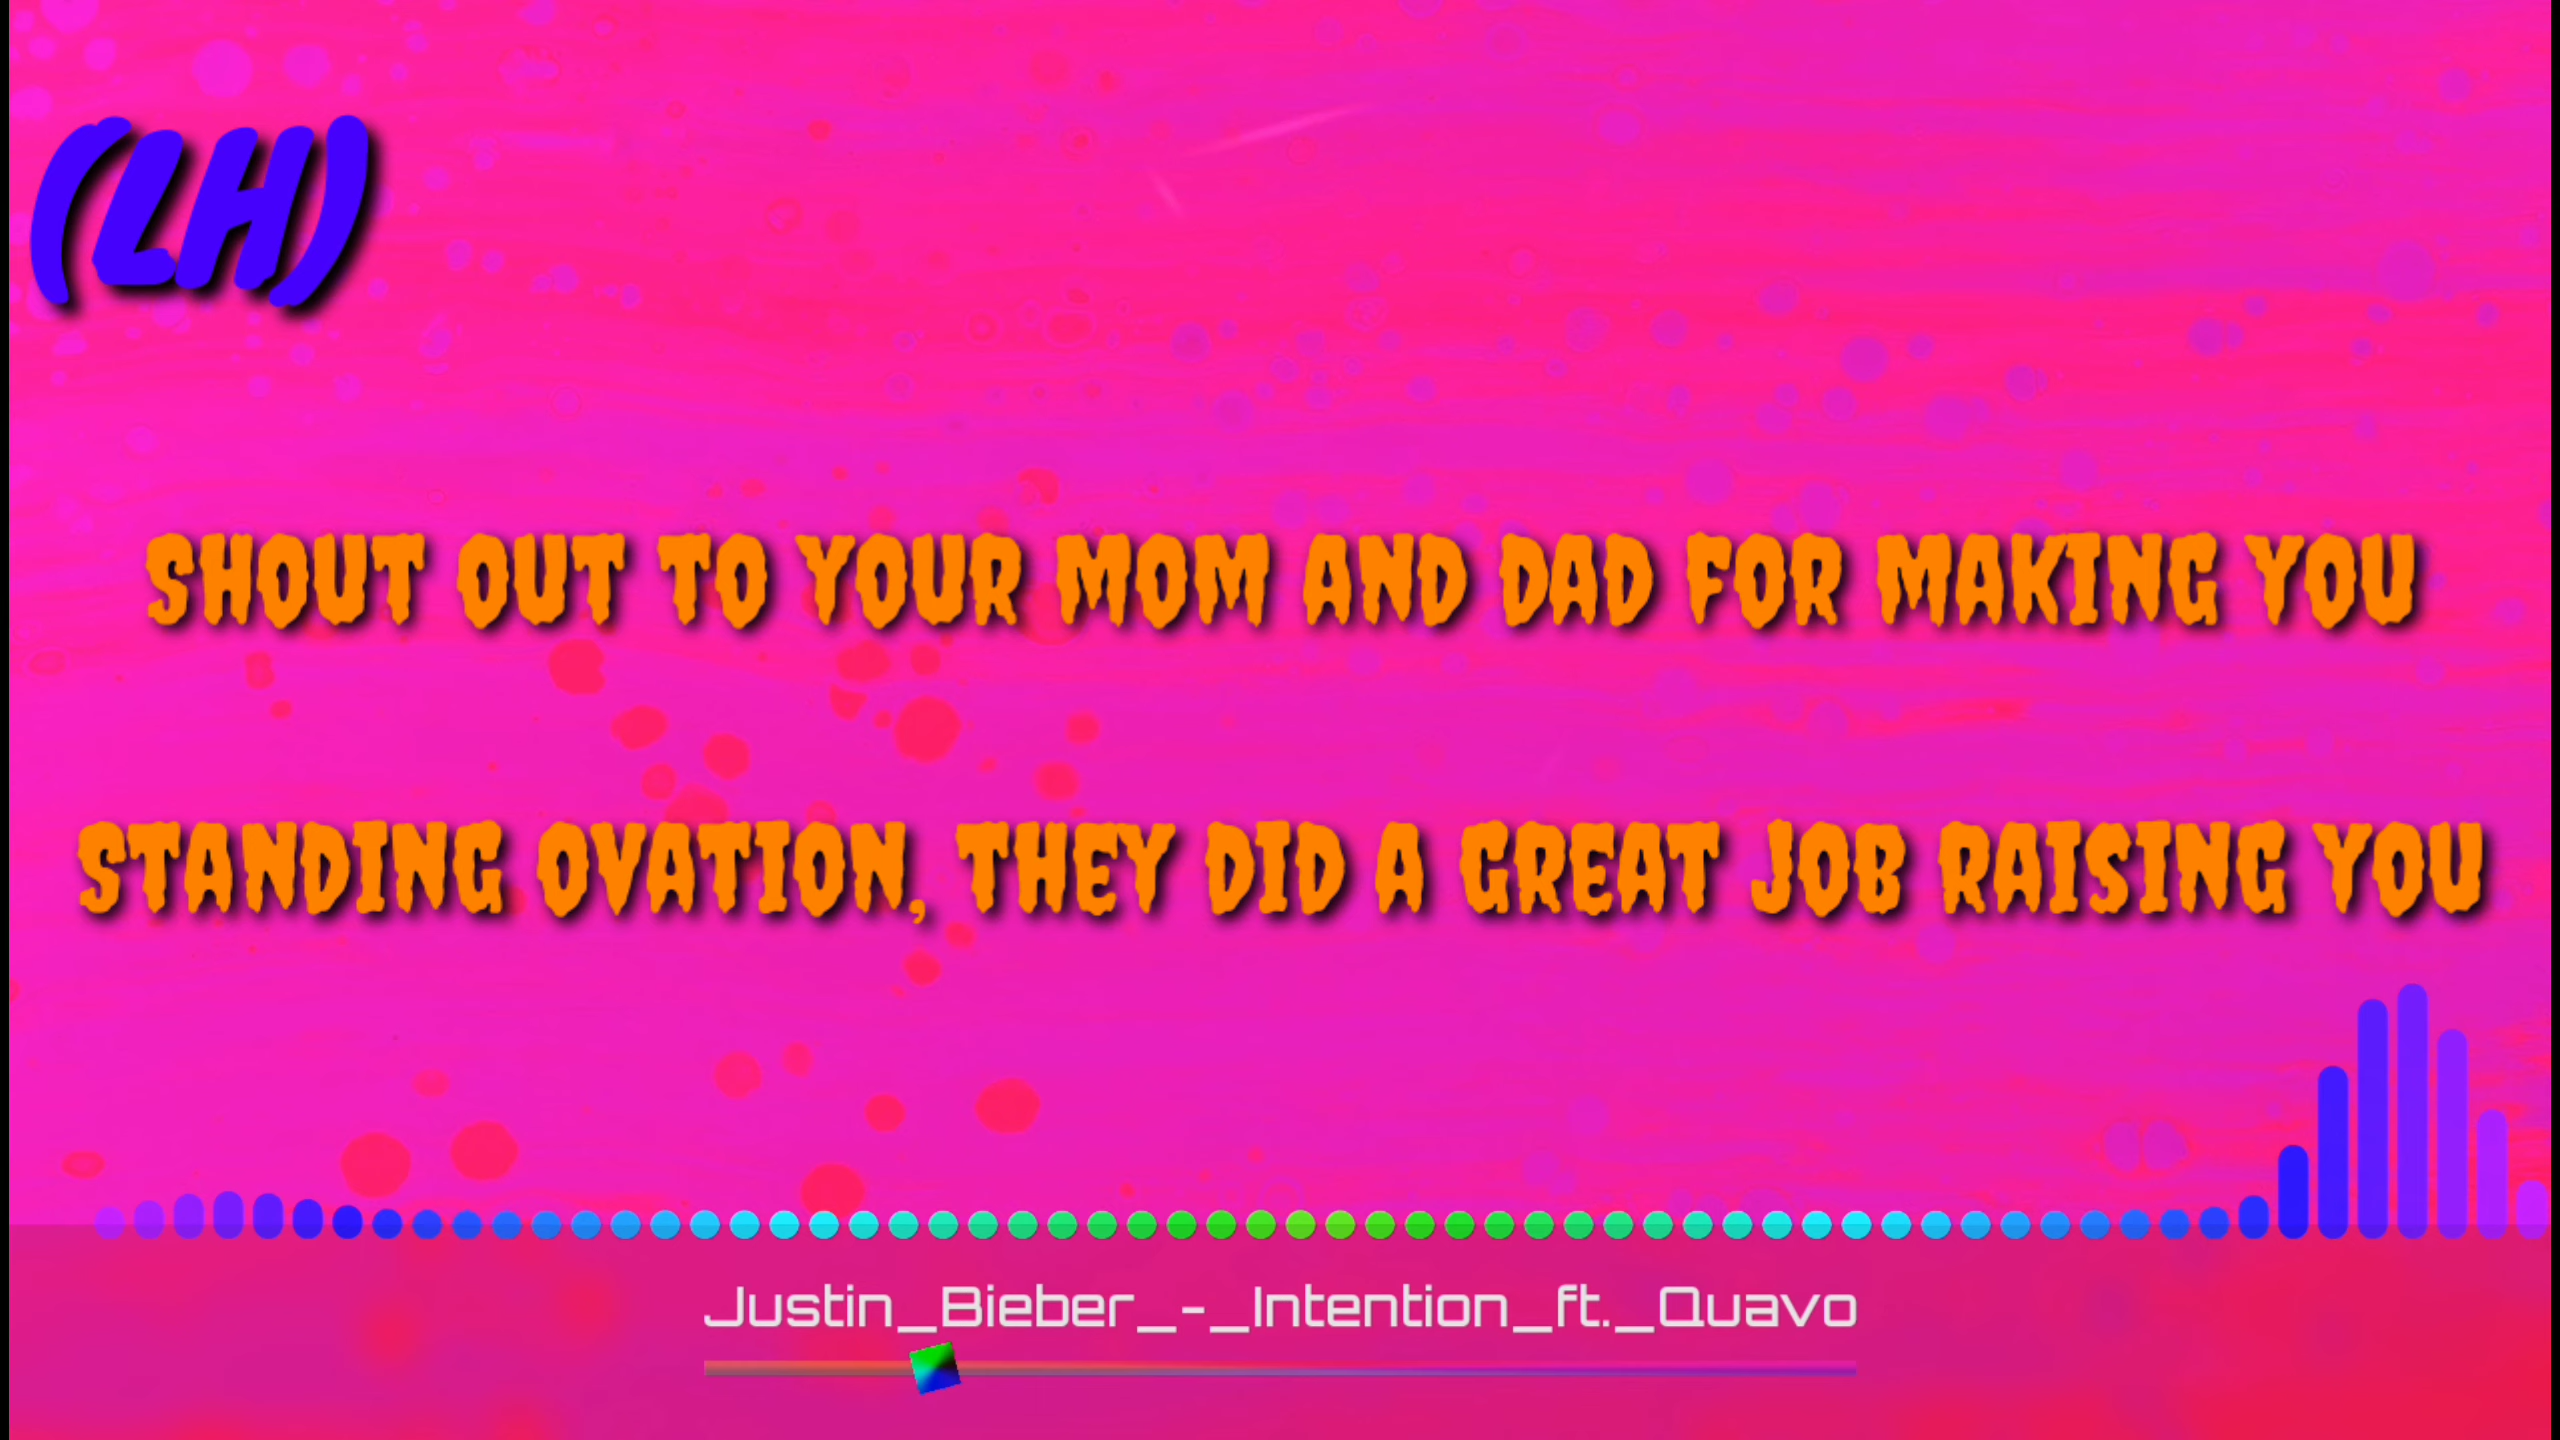 (LH)
SHOUT OUT TO YOUR MOM AND DAD FOR MAKING YOU
STANDING OVATION, THEY DID A GREAT JOB RAISING YOU
Justin_Bieber_-_Intention_ft._Quavo